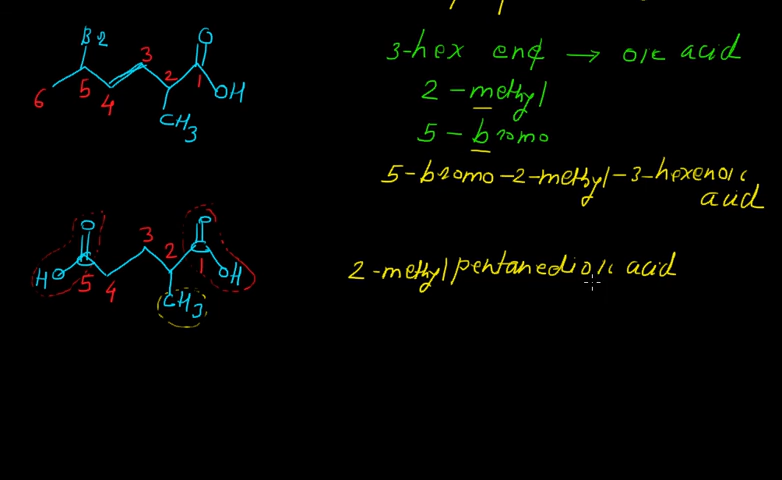 Br
O
3
2
1
OH
5
4
6
CH3
3-hex ene → oic acid
2-methyl
5-bromo
5-bromo-2-methyl-3-hexenoic
acid
O
O
3
2
1
HO
5
4
OH
CH3
2-methylpentanedioic acid